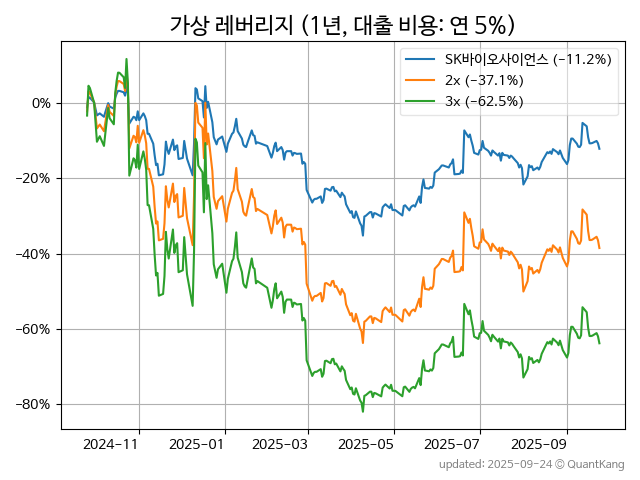 가상 레버리지 (1년, 대출 비용: 연 5%)
SK바이오사이언스 (−11.2%)
2x (−37.1%)
3x (−62.5%)
0%
−20%
−40%
−60%
−80%
2024−11 2025−01 2025−03 2025−05 2025−07 2025−09
updated: 2025−09−24 © QuantKang